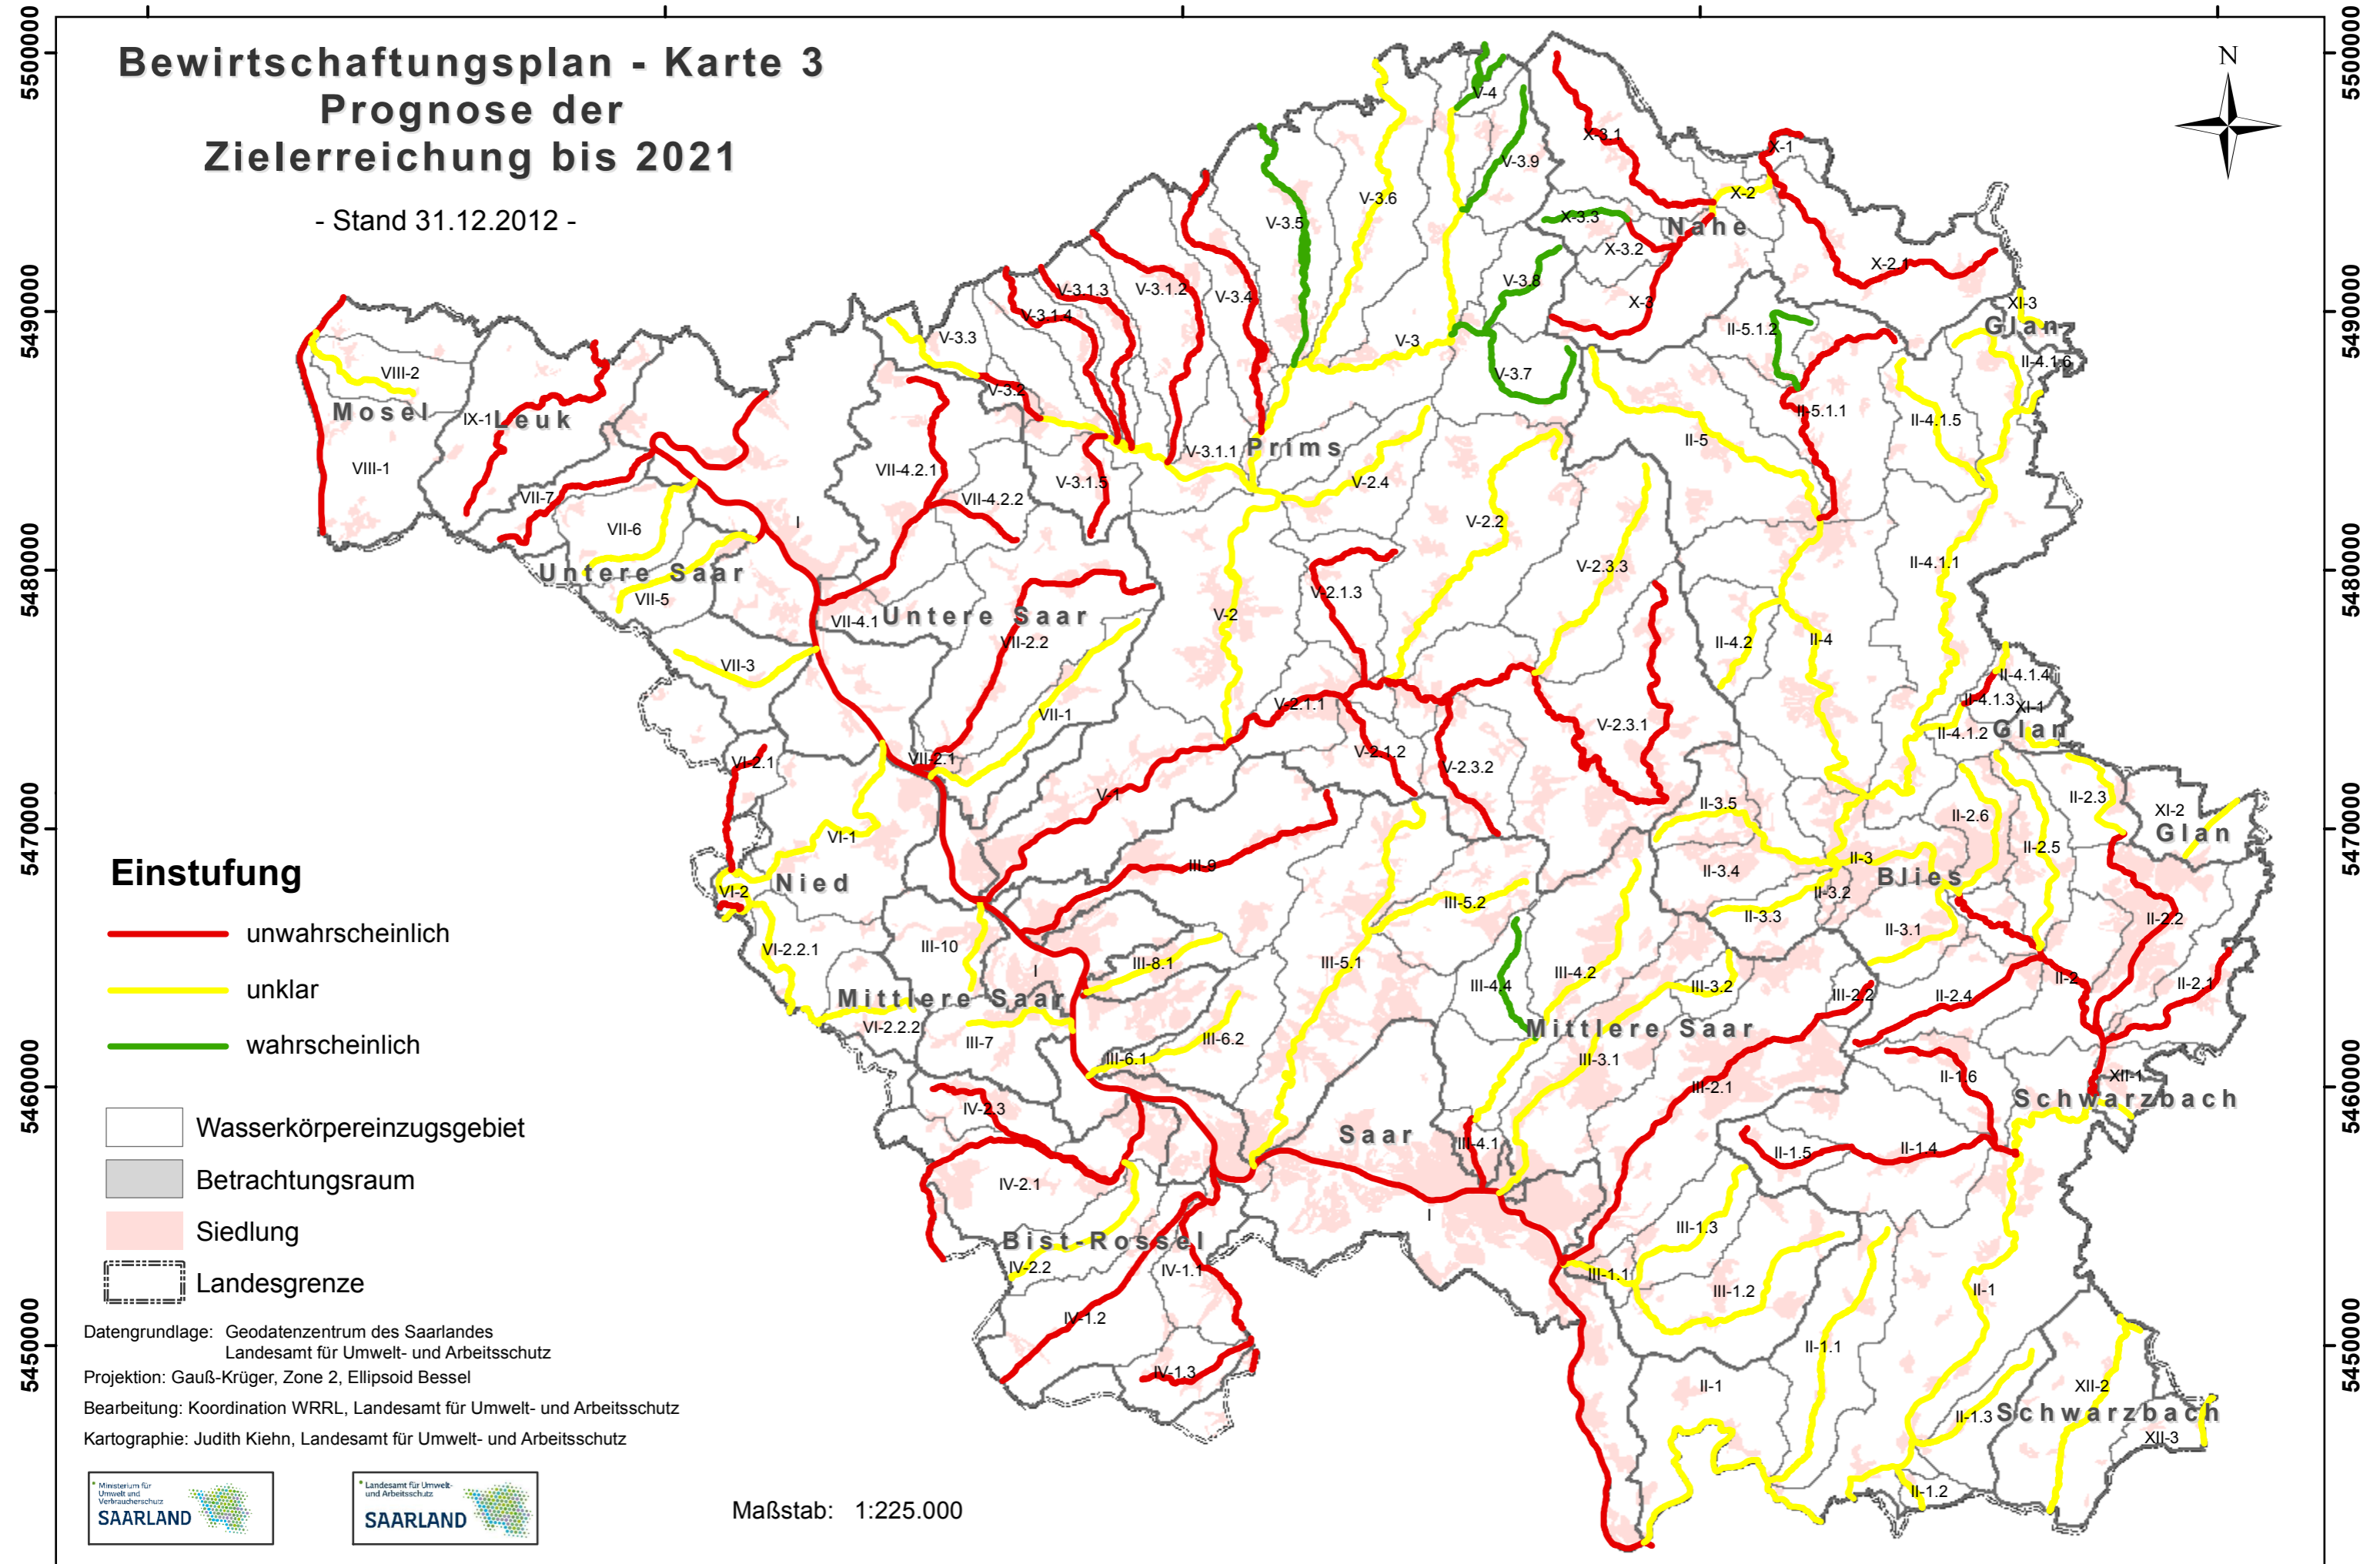 Bewirtschaftungsplan - Karte 3
Prognose der
Zielerreichung bis 2021
- Stand 31.12.2012 -
N
5500000
5490000
5480000
5470000
5460000
5450000
5500000
5490000
5480000
5470000
5460000
5450000
V-4
X-3.1
X-1
V-3.9
X-2
V-3.6
V-3.5
X-3.3
Nahe
X-3.2
X-2.1
V-3.8
V-3.1.3
V-3.1.2
V-3.4
X-3
XI-3
V-3.1.4
Glanz
II-5.1.2
V-3.3
V-3
II-4.1.6
VIII-2
V-3.7
V-3.2
Mosel
IX-1
Leuk
II-5.1.1
II-4.1.5
II-5
Prims
V-3.1.1
VIII-1
VII-4.2.1
V-3.1.5
V-2.4
VII-7
VII-4.2.2
VII-6
I
V-2.2
II-4.1.1
Untere Saar
V-2.3.3
VII-5
V-2.1.3
Untere Saar
VII-4.1
V-2
VII-2.2
II-4.2
II-4
VII-3
II-4.1.4
II-4.1.3
XI-1
V-2.1.1
VII-1
V-2.3.1
II-4.1.2
Glan
V-2.1.2
VII-2.1
VI-2.1
V-2.3.2
V-1
II-3.5
II-2.3
XI-2
II-2.6
Glan
VI-1
II-2.5
II-3
III-9
II-3.4
Blies
Nied
VI-2
II-3.2
III-5.2
II-3.3
II-2.2
II-3.1
III-10
VI-2.2.1
III-8.1
III-5.1
III-4.2
I
II-2
III-4.4
III-3.2
II-2.1
III-2.2
II-2.4
Mittlere Saar
VI-2.2.2
Mittlere Saar
III-7
III-6.2
III-6.1
III-3.1
II-1.6
XII-1
III-2.1
Schwarzbach
IV-2.3
Saar
III-4.1
II-1.5
II-1.4
IV-2.1
I
III-1.3
Bist-Rossel
IV-2.2
IV-1.1
III-1.1
III-1.2
II-1
IV-1.2
II-1.1
IV-1.3
II-1
XII-2
II-1.3
Schwarzbach
XII-3
II-1.2
Einstufung
unwahrscheinlich
unklar
wahrscheinlich
Wasserkörpereinzugsgebiet
Betrachtungsraum
Siedlung
Landesgrenze
Datengrundlage: Geodatenzentrum des Saarlandes
Landesamt für Umwelt- und Arbeitsschutz
Projektion: Gauß-Krüger, Zone 2, Ellipsoid Bessel
Bearbeitung: Koordination WRRL, Landesamt für Umwelt- und Arbeitsschutz
Kartographie: Judith Kiehn, Landesamt für Umwelt- und Arbeitsschutz
Ministerium für
Umwelt und
Verbraucherschutz
SAARLAND
Landesamt für Umwelt-
und Arbeitsschutz
SAARLAND
Maßstab: 1:225.000